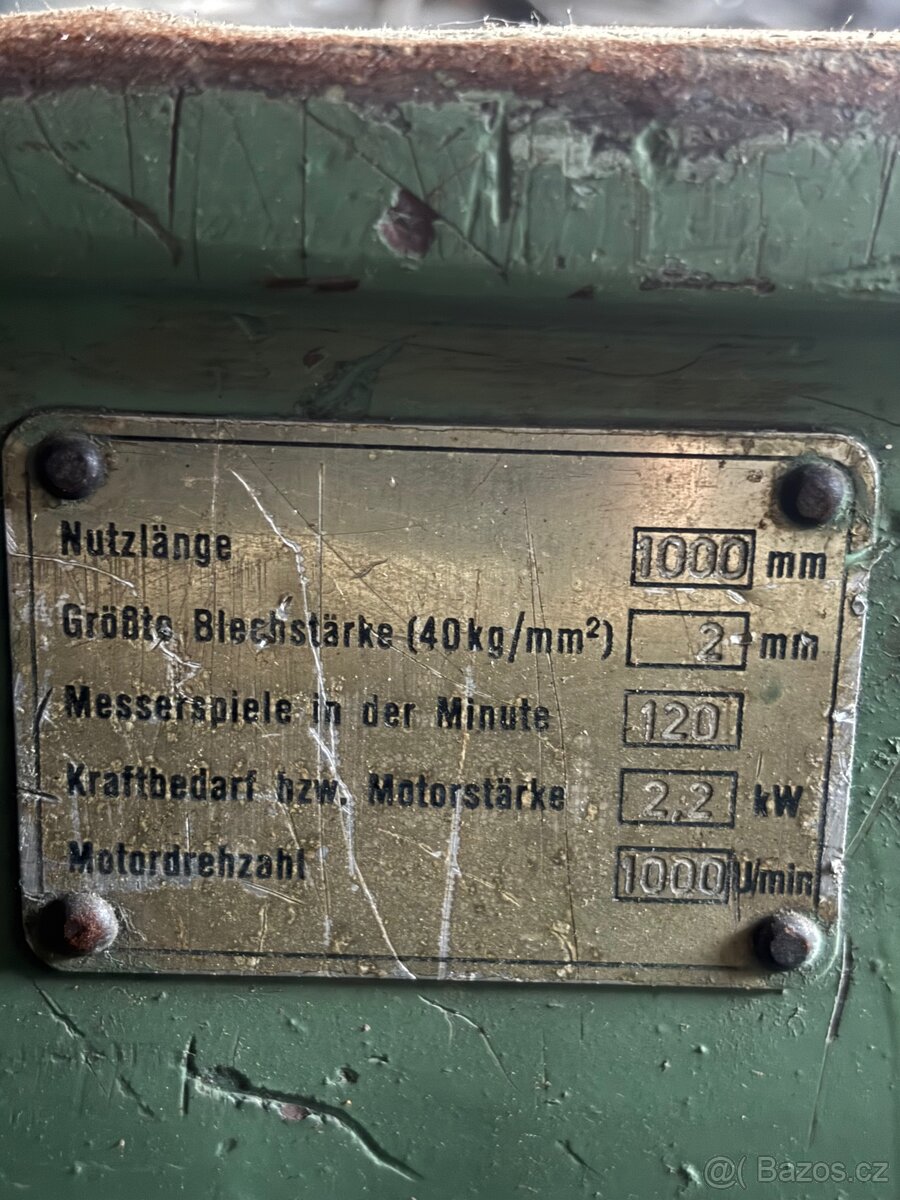 Nutzlänge 1000 mm
Größte Blechstärke (40kg/mm²) 2 mm
Messerspiele in der Minute 120
Kraftbedarf bzw. Motorstärke 2,2 kW
Motordrehzahl 1000 U/min
@( Bazos.cz